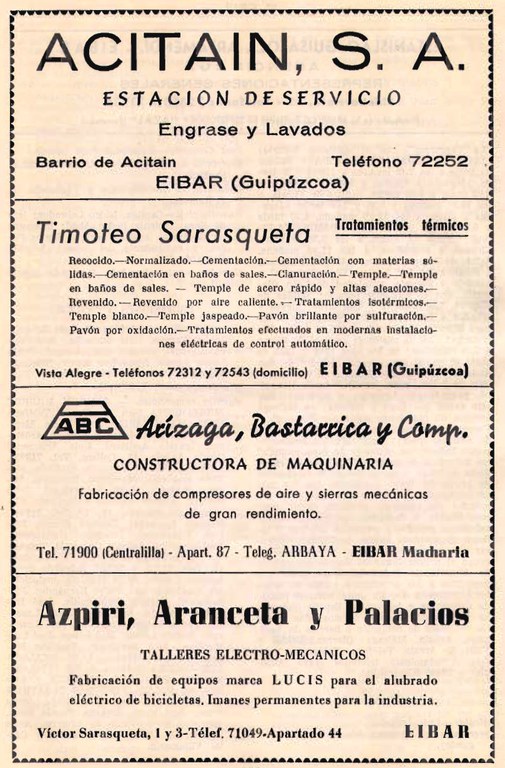 ACITAIN, S. A.
ESTACION DE SERVICIO
Engrase y Lavados
Barrio de Acitain Teléfono 72252
EIBAR (Guipúzcoa)
Timoteo Sarasqueta Tratamientos térmicos
Recocido.—Normalizado.—Cementación.—Cementación con materias só-
lidas.—Cementación en baños de sales.—Cianuración.—Temple.—Temple
en baños de sales. — Temple de acero rápido y altas aleaciones.—
Revenido.—Revenido por aire caliente.—Tratamientos isotérmicos.—
Temple blanco.—Temple jaspeado.—Pavón brillante por sulfuración.—
Pavón por oxidación.—Tratamientos efectuados en modernas instalacio-
nes eléctricas de control automático.
Vista Alegre - Teléfonos 72312 y 72543 (domicilio) EIBAR (Guipúzcoa)
ABC Arizaga, Bastarrica y Comp.
CONSTRUCTORA DE MAQUINARIA
Fabricación de compresores de aire y sierras mecánicas
de gran rendimiento.
Tel. 71900 (Centralilla) - Apart. 87 - Teleg. ARBAYA - EIBAR Macharia
Azpiri, Aranceta y Palacios
TALLERES ELECTRO-MECANICOS
Fabricación de equipos marca LUCIS para el alubrado
eléctrico de bicicletas. Imanes permanentes para la industria.
Víctor Sarasqueta, 1 y 3-Télef. 71049-Apartado 44 EIBAR